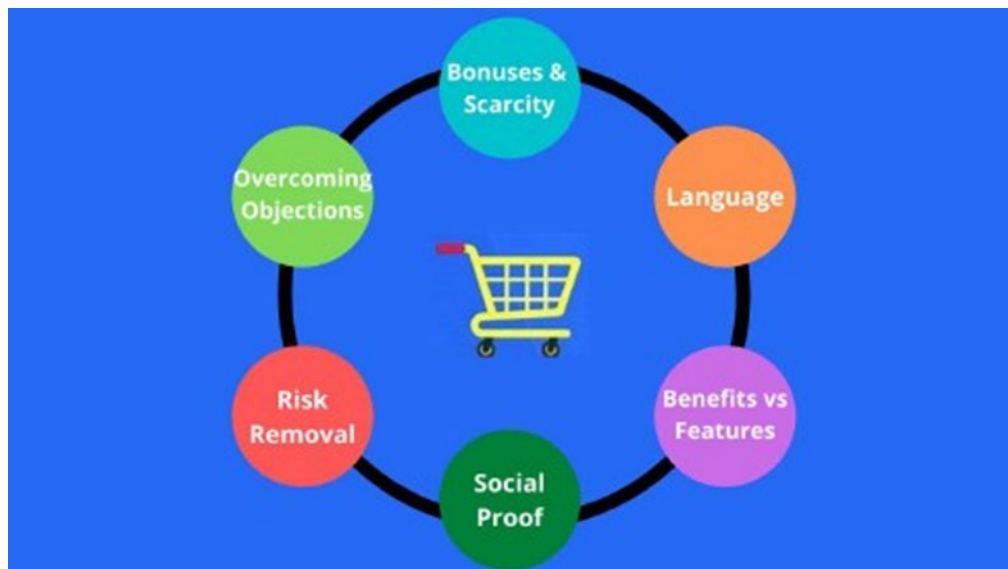 Bonuses &
Scarcity
Language
Benefits vs
Features
Social
Proof
Risk
Removal
Overcoming
Objections